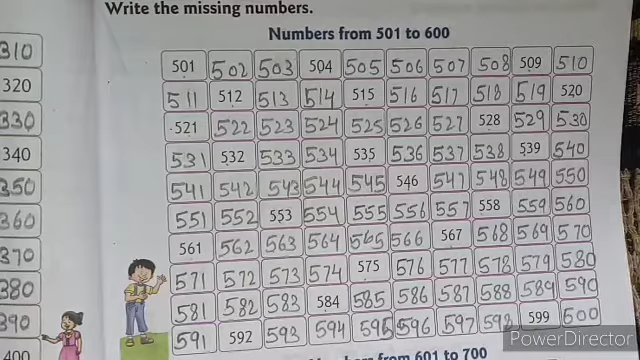 Write the missing numbers.
Numbers from 501 to 600
310
320
330
340
350
360
370
380
390
400
501 502 503 504 505 506 507 508 509 510
511 512 513 514 515 516 517 518 519 520
521 522 523 524 525 526 527 528 529 530
531 532 533 534 535 536 537 538 539 540
541 542 543 544 545 546 547 548 549 550
551 552 553 554 555 556 557 558 559 560
561 562 563 564 565 566 567 568 569 570
571 572 573 574 575 576 577 578 579 580
581 582 583 584 585 586 587 588 589 590
591 592 593 594 595 596 597 598 599 600
from 601 to 700
PowerDirector